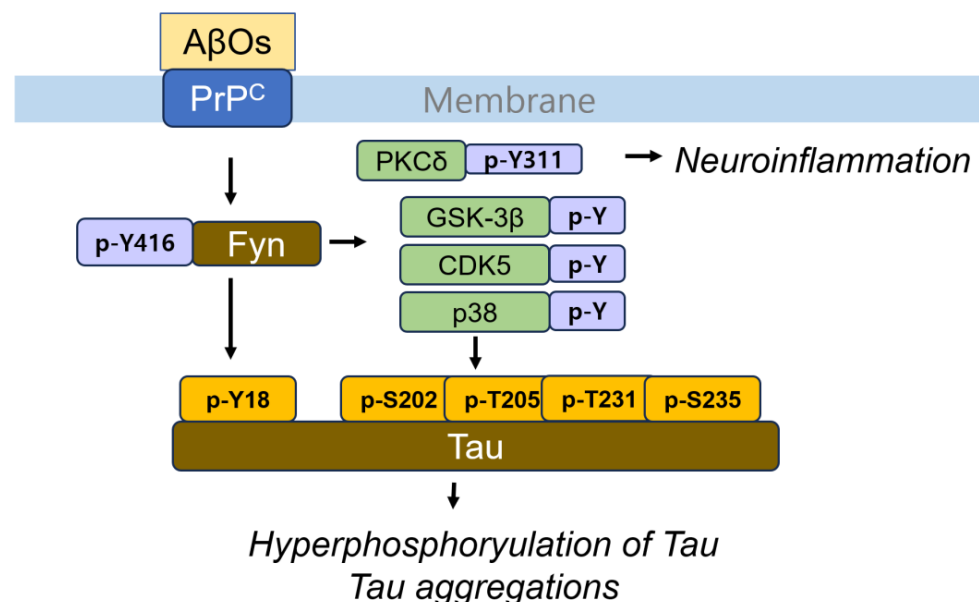 AβOs
PrPᶜ
Membrane
PKCδ p-Y311 Neuroinflammation
GSK-3β p-Y
p-Y416 Fyn
CDK5 p-Y
p38 p-Y
p-Y18 p-S202 p-T205 p-T231 p-S235
Tau
Hyperphosphoryulation of Tau
Tau aggregations